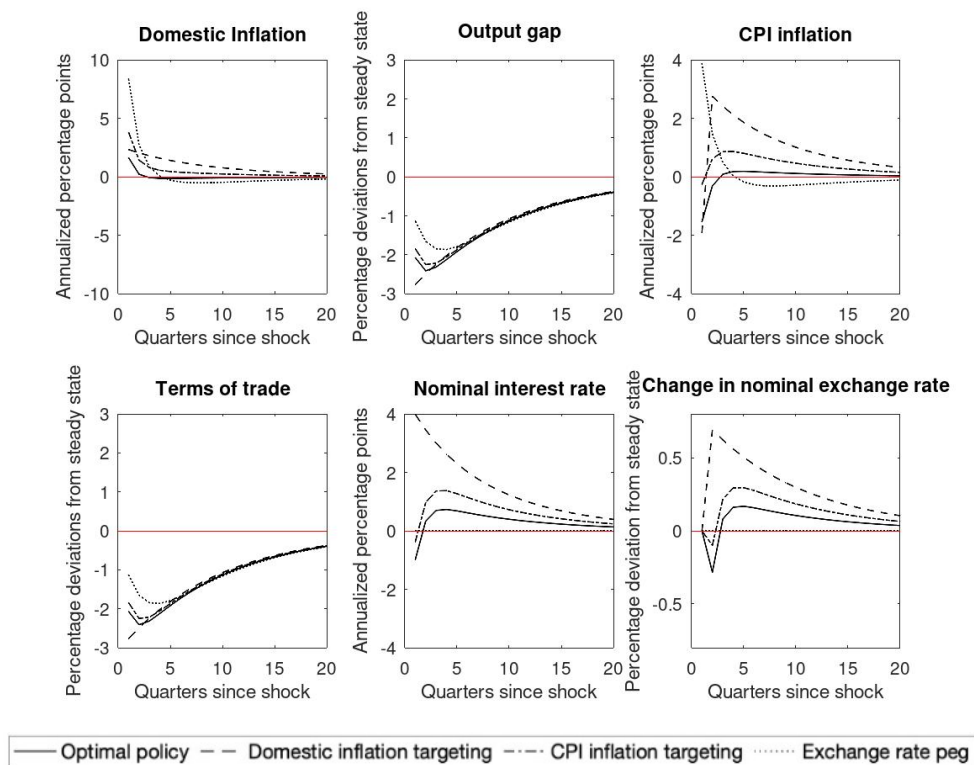 Domestic Inflation
Annualized percentage points
10
5
0
-5
-10
0 5 10 15 20
Quarters since shock
Output gap
Percentage deviations from steady state
3
2
1
0
-1
-2
-3
0 5 10 15 20
Quarters since shock
CPI inflation
Annualized percentage points
4
2
0
-2
-4
0 5 10 15 20
Quarters since shock
Terms of trade
Percentage deviations from steady state
3
2
1
0
-1
-2
-3
0 5 10 15 20
Quarters since shock
Nominal interest rate
Annualized percentage points
4
2
0
-2
-4
0 5 10 15 20
Quarters since shock
Change in nominal exchange rate
Percentage deviation from steady state
0.5
0
-0.5
0 5 10 15 20
Quarters since shock
Optimal policy Domestic inflation targeting CPI inflation targeting Exchange rate peg